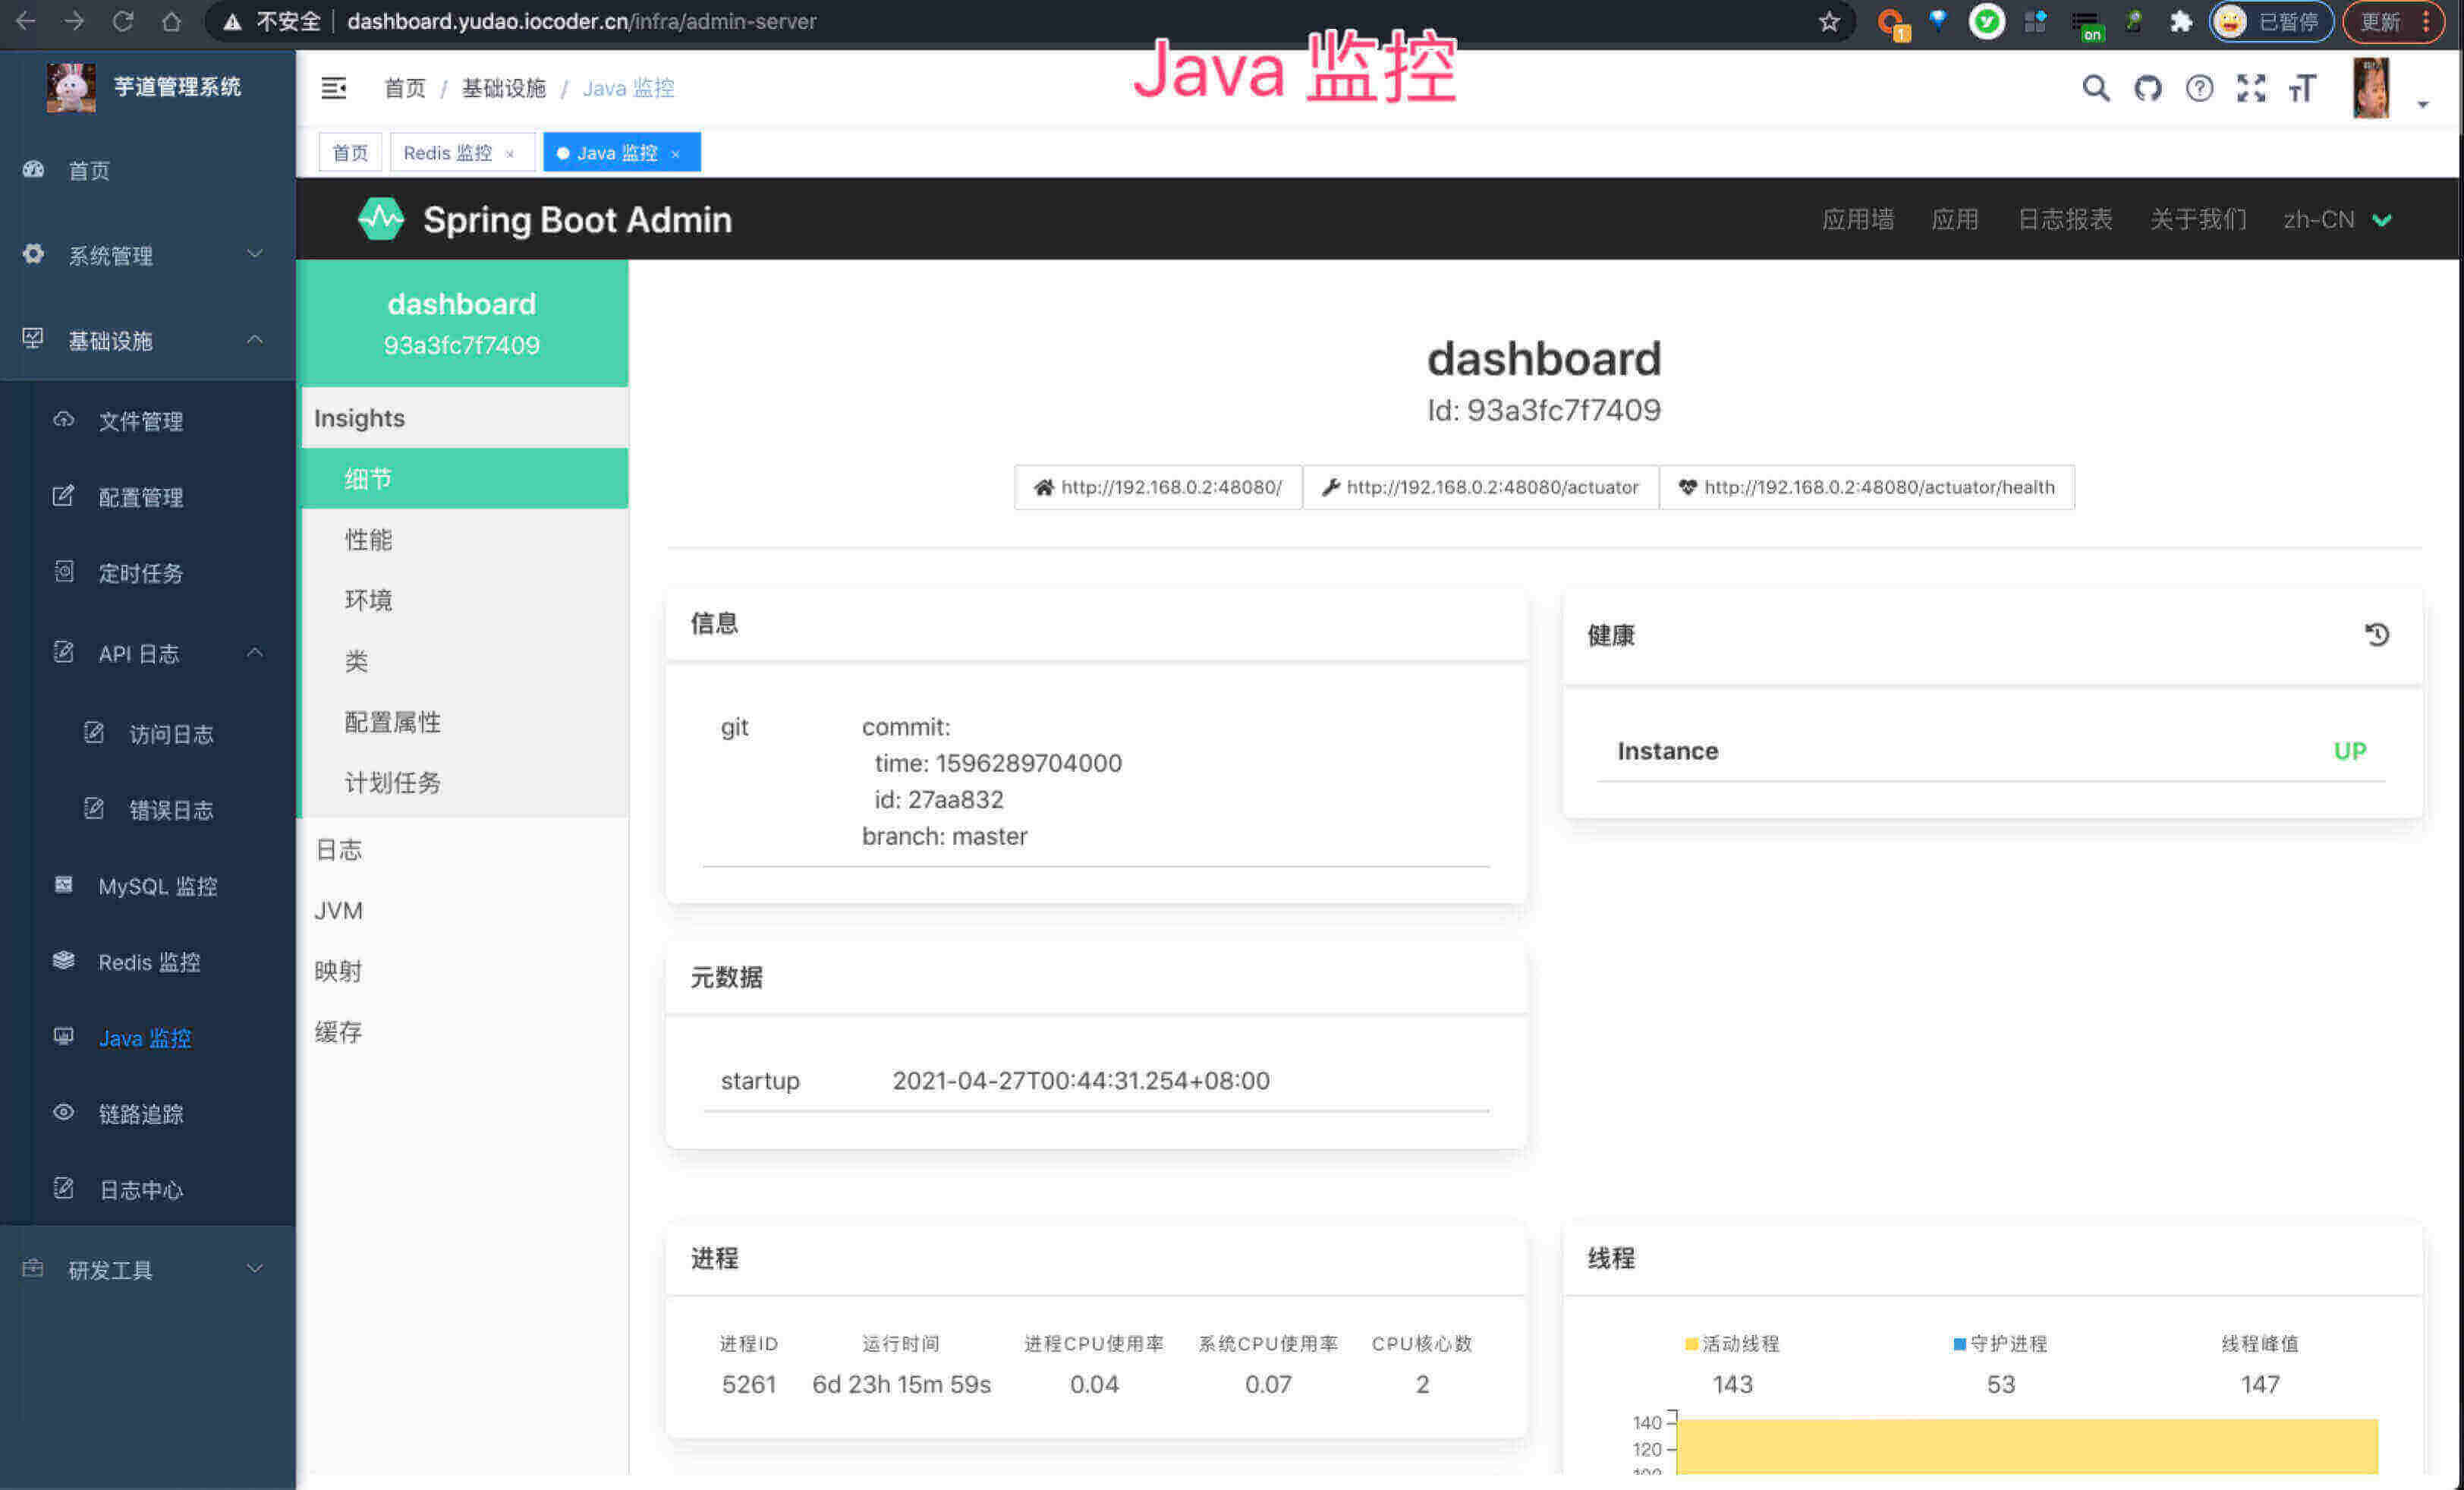 不安全 | dashboard.yudao.iocoder.cn/infra/admin-server
1
on
已暂停
更新
Java 监控
芋道管理系统
首页 / 基础设施 / Java 监控
首页
Redis 监控 ×
Java 监控 ×
首页
系统管理
基础设施
文件管理
配置管理
定时任务
API 日志
访问日志
错误日志
MySQL 监控
Redis 监控
Java 监控
链路追踪
日志中心
研发工具
Spring Boot Admin
应用墙
应用
日志报表
关于我们
zh-CN
dashboard
93a3fc7f7409
Insights
细节
性能
环境
类
配置属性
计划任务
日志
JVM
映射
缓存
dashboard
Id: 93a3fc7f7409
http://192.168.0.2:48080/
http://192.168.0.2:48080/actuator
http://192.168.0.2:48080/actuator/health
信息
git
commit:
time: 1596289704000
id: 27aa832
branch: master
健康
Instance
UP
元数据
startup
2021-04-27T00:44:31.254+08:00
进程
进程ID 运行时间 进程CPU使用率 系统CPU使用率 CPU核心数
5261 6d 23h 15m 59s 0.04 0.07 2
线程
活动线程 守护进程 线程峰值
143 53 147
140
120
100